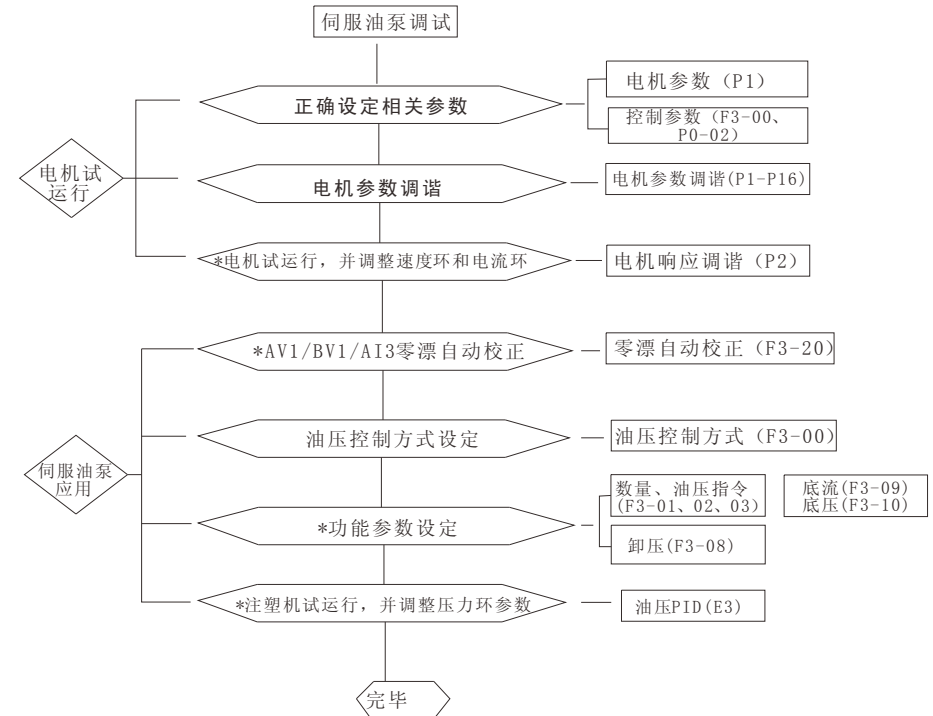 伺服油泵调试
正确设定相关参数
电机参数（P1）
控制参数（F3-00、
P0-02）
电机试
运行
电机参数调谐
电机参数调谐(P1-P16)
*电机试运行，并调整速度环和电流环
电机响应调谐（P2）
*AV1/BV1/AI3零漂自动校正
零漂自动校正（F3-20）
油压控制方式设定
油压控制方式（F3-00）
伺服油泵
应用
*功能参数设定
数量、油压指令
(F3-01、02、03)
底流(F3-09)
底压(F3-10)
卸压(F3-08)
*注塑机试运行，并调整压力环参数
油压PID(E3)
完毕